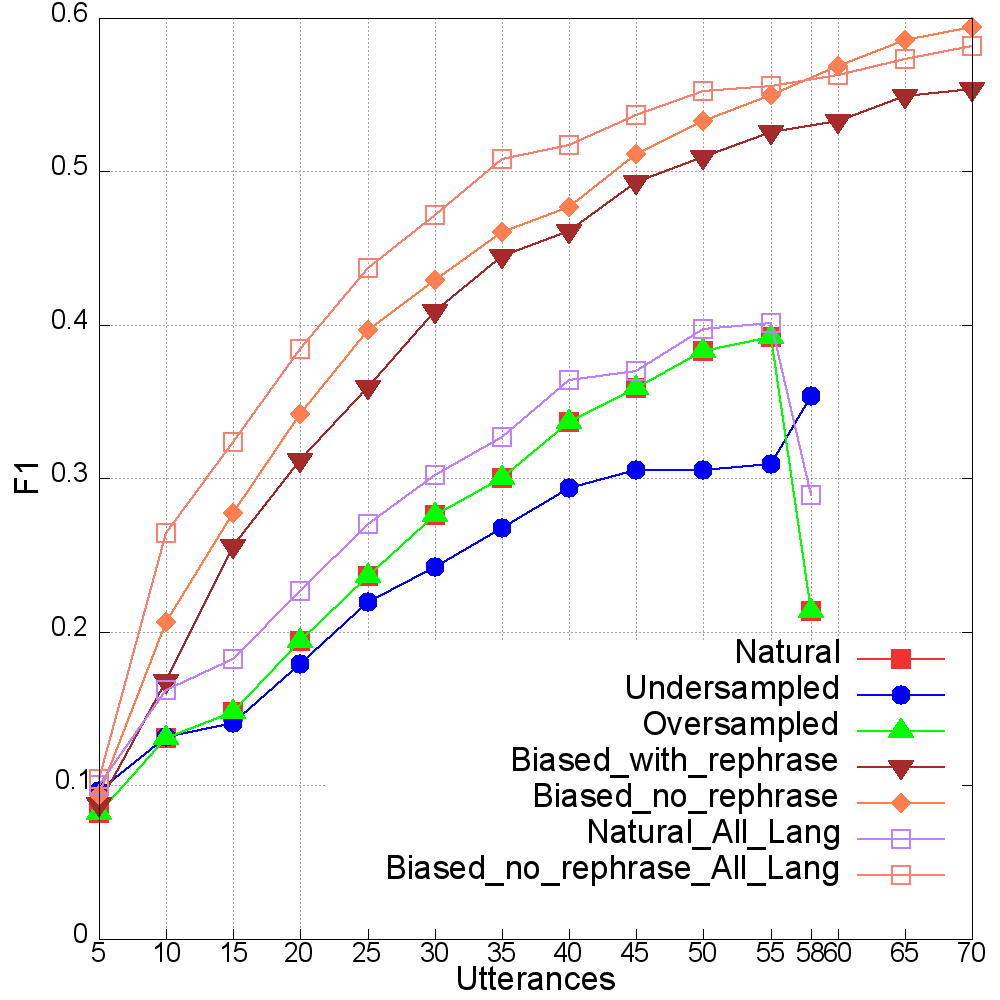 0.6
0.5
0.4
0.3
0.2
0.1
0
F1
Natural
Undersampled
Oversampled
Biased_with_rephrase
Biased_no_rephrase
Natural_All_Lang
Biased_no_rephrase_All_Lang
5 10 15 20 25 30 35 40 45 50 55 58 60 65 70
Utterances